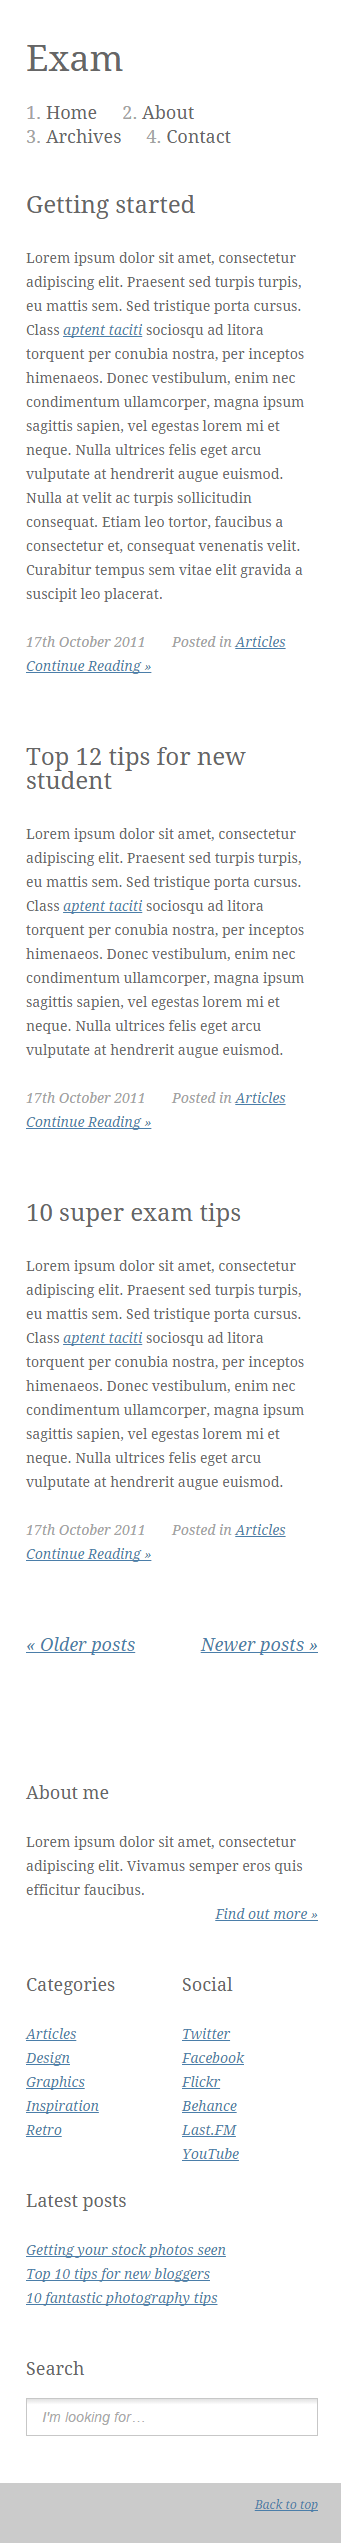 Exam
1. Home 2. About
3. Archives 4. Contact
Getting started
Lorem ipsum dolor sit amet, consectetur
adipiscing elit. Praesent sed turpis turpis,
eu mattis sem. Sed tristique porta cursus.
Class aptent taciti sociosqu ad litora
torquent per conubia nostra, per inceptos
himenaeos. Donec vestibulum, enim nec
condimentum ullamcorper, magna ipsum
sagittis sapien, vel egestas lorem mi et
neque. Nulla ultrices felis eget arcu
vulputate at hendrerit augue euismod.
Nulla at velit ac turpis sollicitudin
consequat. Etiam leo tortor, faucibus a
consectetur et, consequat venenatis velit.
Curabitur tempus sem vitae elit gravida a
suscipit leo placerat.
17th October 2011 Posted in Articles
Continue Reading »
Top 12 tips for new
student
Lorem ipsum dolor sit amet, consectetur
adipiscing elit. Praesent sed turpis turpis,
eu mattis sem. Sed tristique porta cursus.
Class aptent taciti sociosqu ad litora
torquent per conubia nostra, per inceptos
himenaeos. Donec vestibulum, enim nec
condimentum ullamcorper, magna ipsum
sagittis sapien, vel egestas lorem mi et
neque. Nulla ultrices felis eget arcu
vulputate at hendrerit augue euismod.
17th October 2011 Posted in Articles
Continue Reading »
10 super exam tips
Lorem ipsum dolor sit amet, consectetur
adipiscing elit. Praesent sed turpis turpis,
eu mattis sem. Sed tristique porta cursus.
Class aptent taciti sociosqu ad litora
torquent per conubia nostra, per inceptos
himenaeos. Donec vestibulum, enim nec
condimentum ullamcorper, magna ipsum
sagittis sapien, vel egestas lorem mi et
neque. Nulla ultrices felis eget arcu
vulputate at hendrerit augue euismod.
17th October 2011 Posted in Articles
Continue Reading »
« Older posts Newer posts »
About me
Lorem ipsum dolor sit amet, consectetur
adipiscing elit. Vivamus semper eros quis
efficitur faucibus.
Find out more »
Categories
Articles
Design
Graphics
Inspiration
Retro
Social
Twitter
Facebook
Flickr
Behance
Last.FM
YouTube
Latest posts
Getting your stock photos seen
Top 10 tips for new bloggers
10 fantastic photography tips
Search
I'm looking for…
Back to top